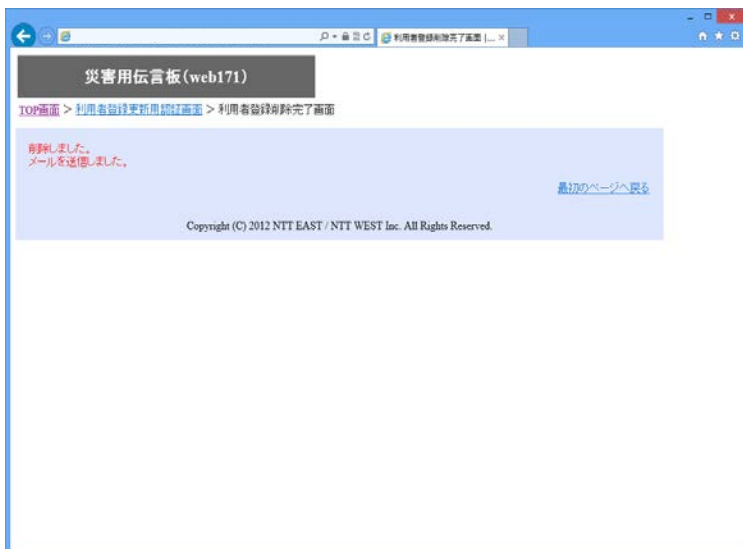 利用者登録削除完了画面 |...
災害用伝言板(web171)
TOP画面 > 利用者登録更新用認証画面 > 利用者登録削除完了画面
削除しました。
メールを送信しました。
最初のページへ戻る
Copyright (C) 2012 NTT EAST / NTT WEST Inc. All Rights Reserved.